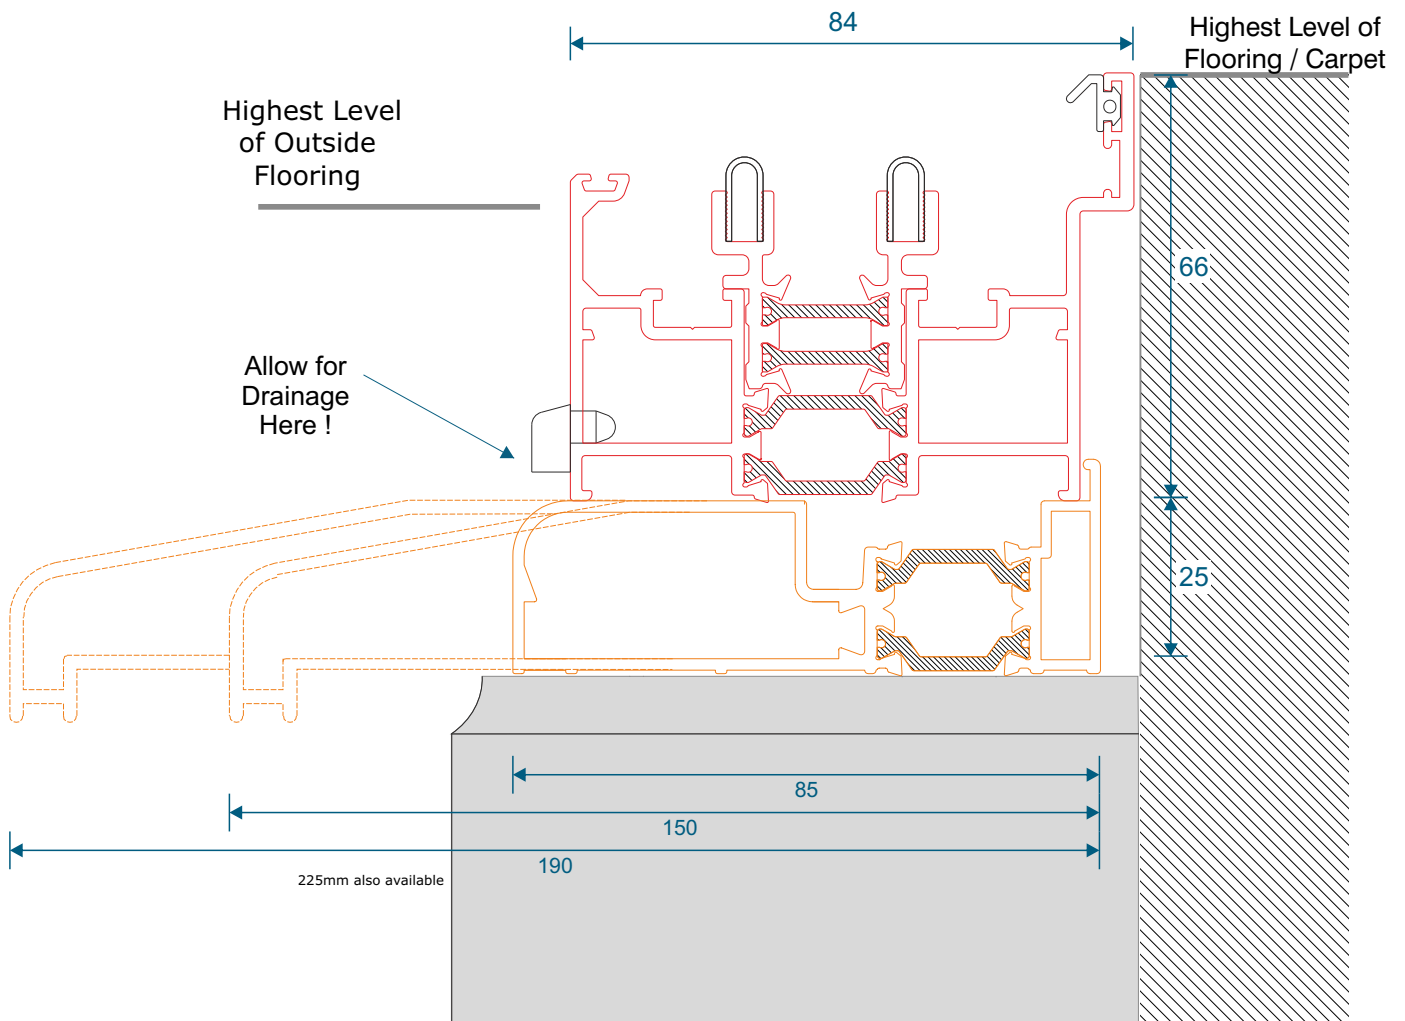 84
Highest Level of
Flooring / Carpet
Highest Level
of Outside
Flooring
66
Allow for
Drainage
Here !
25
85
150
190
225mm also available